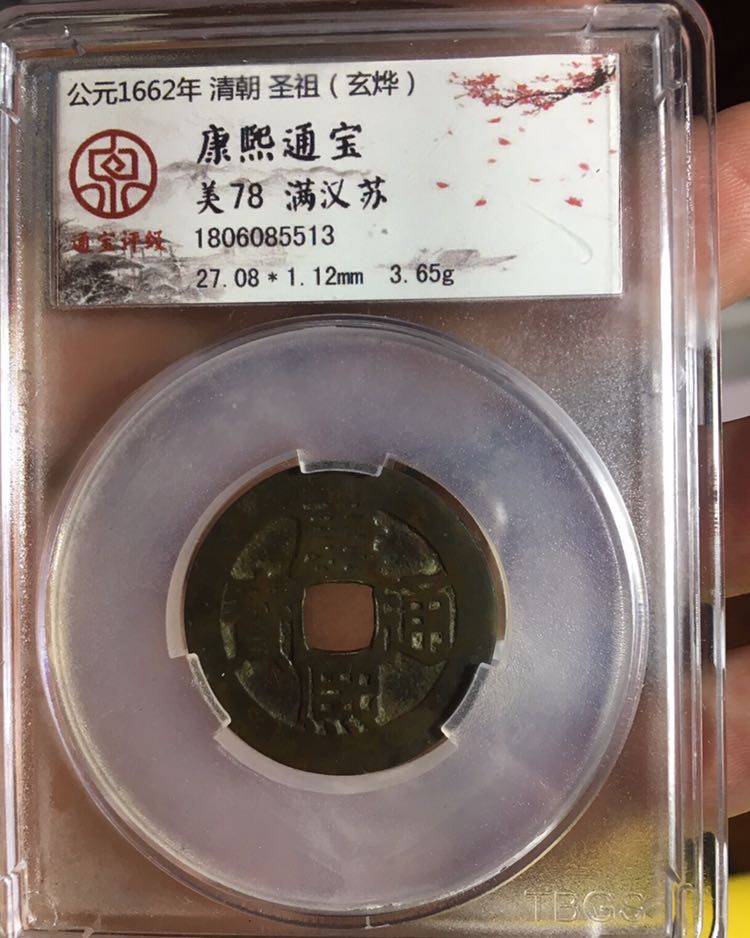 公元1662年 清朝 圣祖（玄烨）
康熙通宝
美78 满汉苏
通宝评级
1806085513
27.08*1.12mm 3.65g
康熙通寶
TBGS